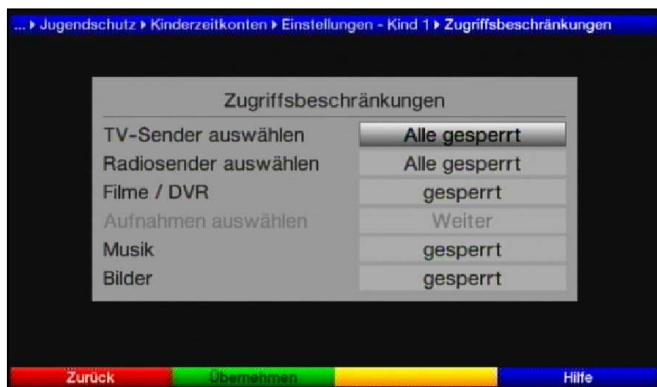 ... ▸ Jugendschutz ▸ Kinderzeitkonten ▸ Einstellungen - Kind 1 ▸ Zugriffsbeschränkungen
Zugriffsbeschränkungen
TV-Sender auswählen Alle gesperrt
Radiosender auswählen Alle gesperrt
Filme / DVR gesperrt
Aufnahmen auswählen Weiter
Musik gesperrt
Bilder gesperrt
Zurück Übernehmen Hilfe